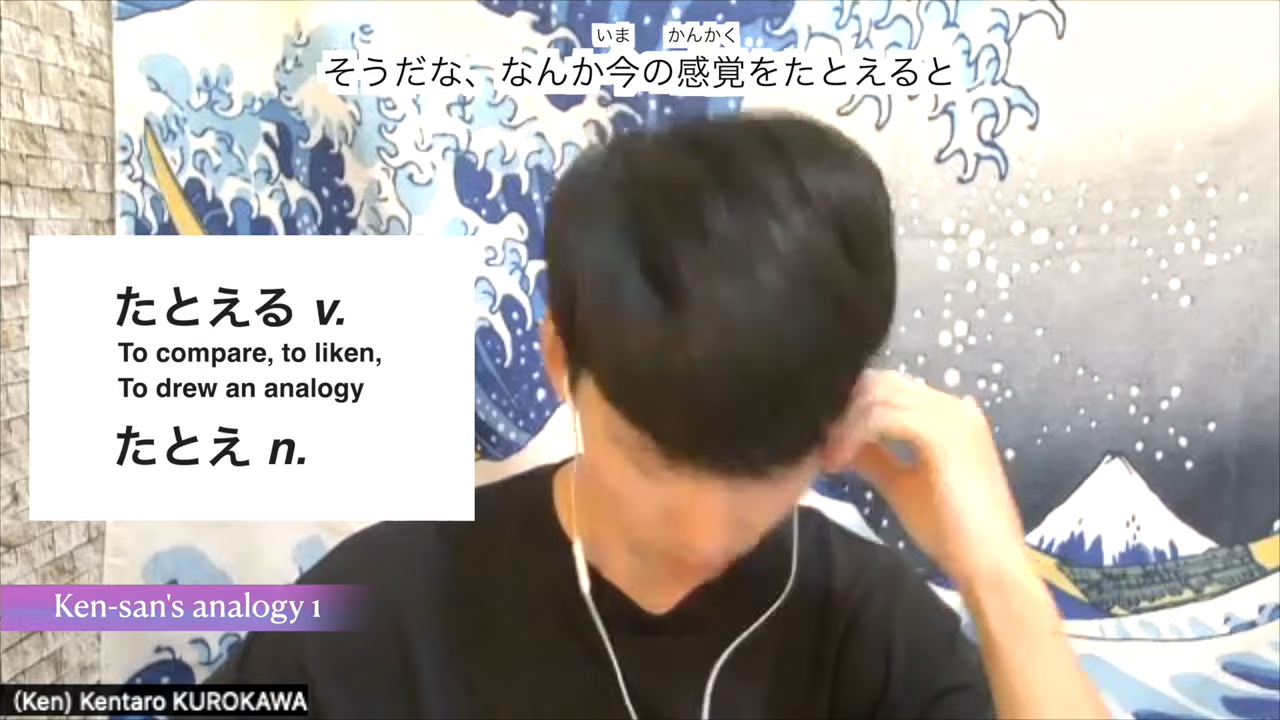 いま かんかく
そうだな、なんか今の感覚をたとえると
たとえる v.
To compare, to liken,
To drew an analogy
たとえ n.
Ken-san's analogy 1
(Ken) Kentaro KUROKAWA